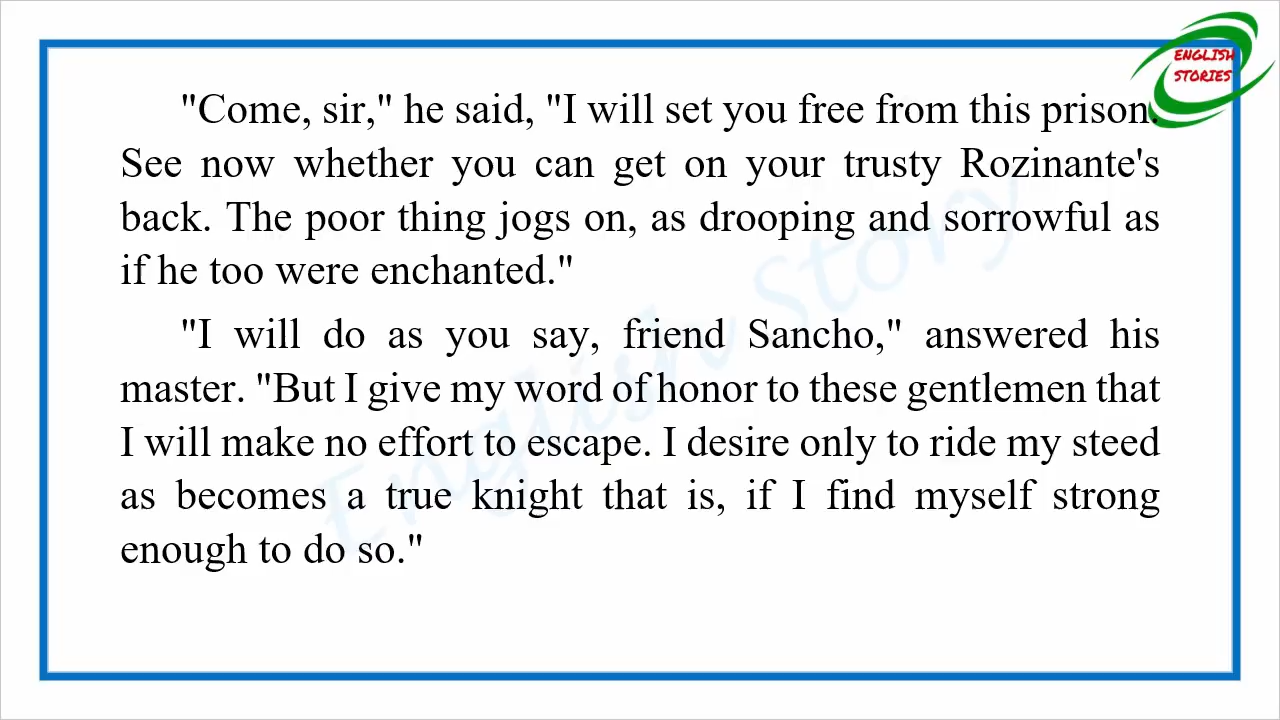 ENGLISH
STORIES
"Come, sir," he said, "I will set you free from this prison.
See now whether you can get on your trusty Rozinante's
back. The poor thing jogs on, as drooping and sorrowful as
if he too were enchanted."
"I will do as you say, friend Sancho," answered his
master. "But I give my word of honor to these gentlemen that
I will make no effort to escape. I desire only to ride my steed
as becomes a true knight that is, if I find myself strong
enough to do so."
English Story